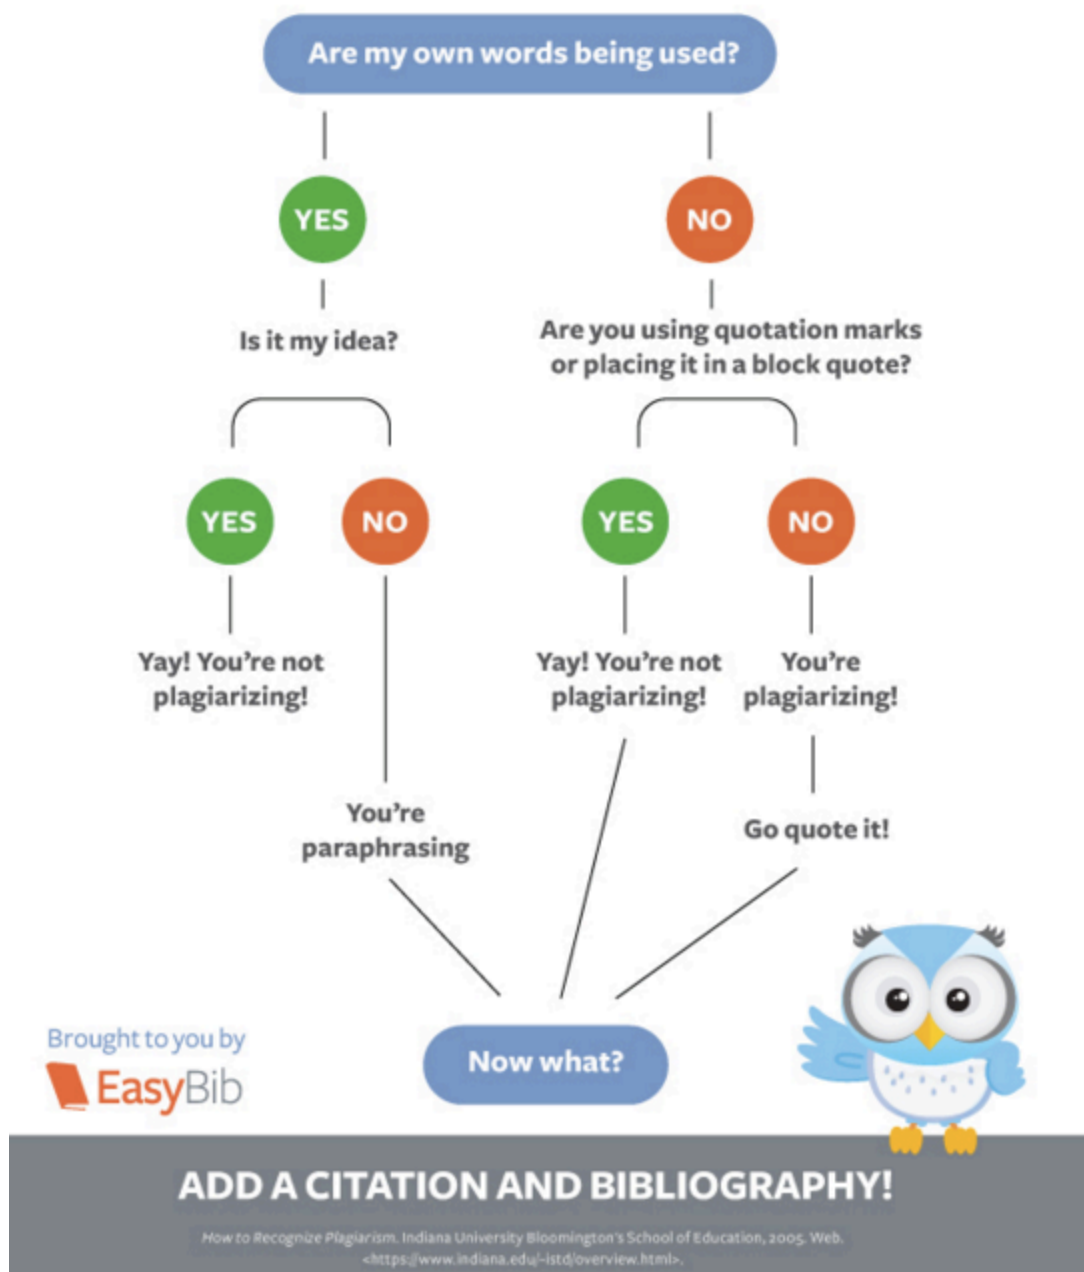 Are my own words being used?
YES
NO
Is it my idea?
Are you using quotation marks
or placing it in a block quote?
YES
NO
YES
NO
Yay! You're not
plagiarizing!
Yay! You're not
plagiarizing!
You're
plagiarizing!
You're
paraphrasing
Go quote it!
Brought to you by
EasyBib
Now what?
ADD A CITATION AND BIBLIOGRAPHY!
How to Recognize Plagiarism. Indiana University Bloomington's School of Education, 2005. Web.
<https://www.indiana.edu/~istd/overview.html>.